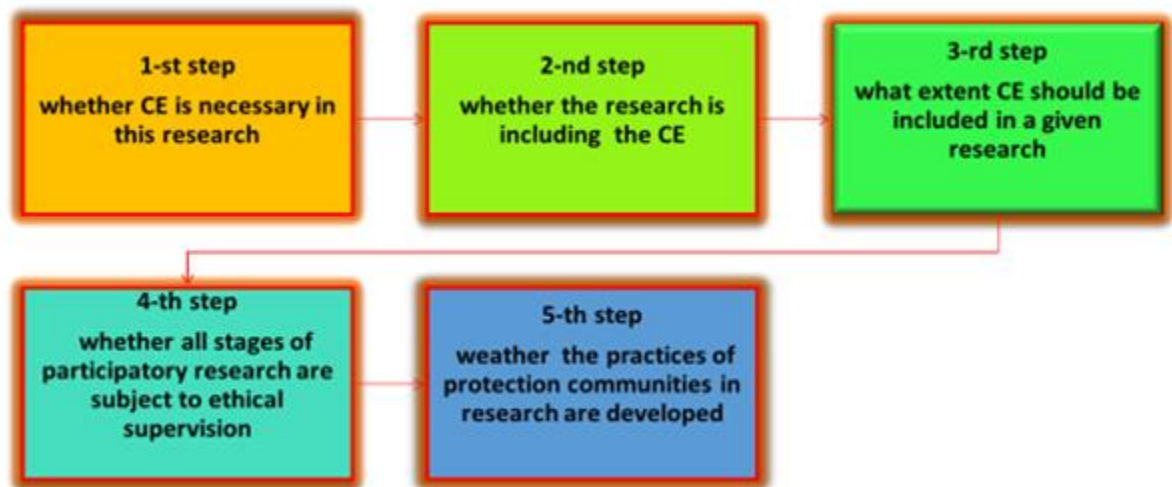 1-st step
whether CE is necessary in
this research
2-nd step
whether the research is
including the CE
3-rd step
what extent CE should be
included in a given
research
4-th step
whether all stages of
participatory research are
subject to ethical
supervision
5-th step
weather the practices of
protection communities in
research are developed